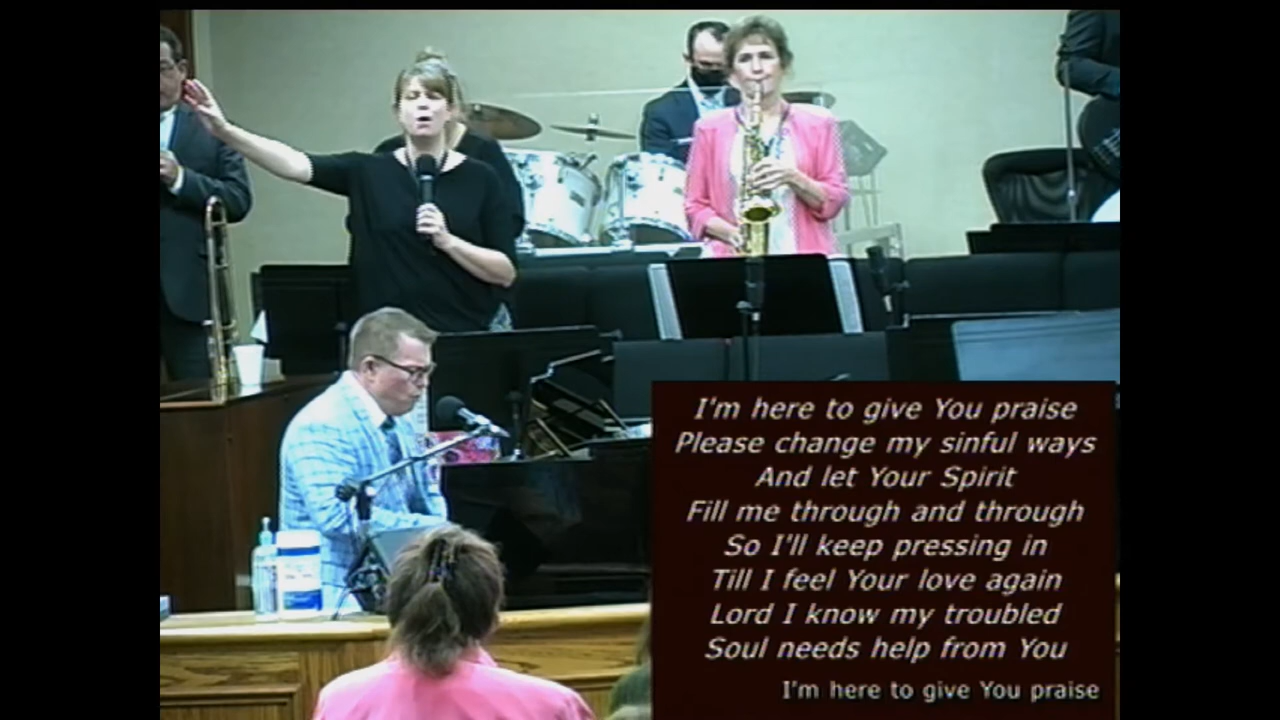 I'm here to give You praise
Please change my sinful ways
And let Your Spirit
Fill me through and through
So I'll keep pressing in
Till I feel Your love again
Lord I know my troubled
Soul needs help from You
I'm here to give You praise